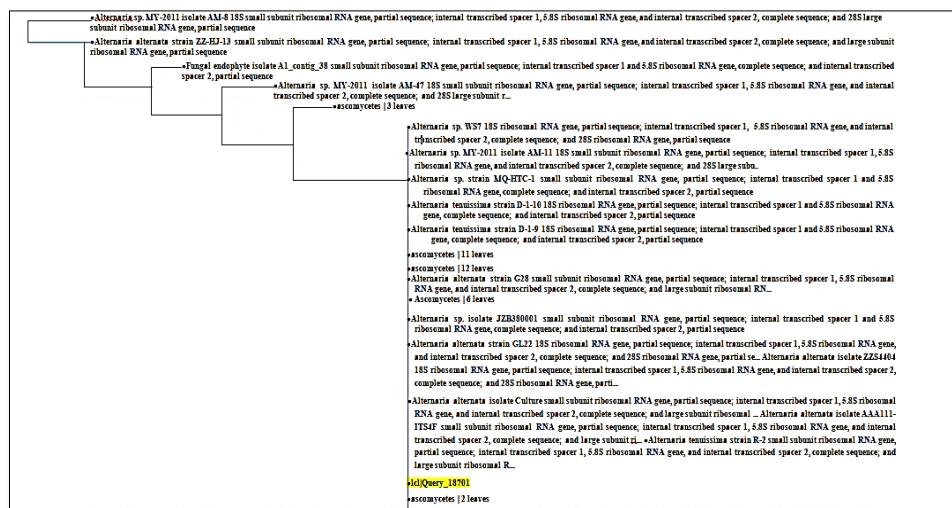 •Alternaria sp. MY-2011 isolate AM-8 18S small subunit ribosomal RNA gene, partial sequence; internal transcribed spacer 1, 5.8S ribosomal RNA gene, and internal transcribed spacer 2, complete sequence; and 28S large
subunit ribosomal RNA gene, partial sequence
•Alternaria alternata strain ZZ-HJ-13 small subunit ribosomal RNA gene, partial sequence; internal transcribed spacer 1, 5.8S ribosomal RNA gene, and internal transcribed spacer 2, complete sequence; and large subunit
ribosomal RNA gene, partial sequence
•Fungal endophyte isolate A1_contig_38 small subunit ribosomal RNA gene, partial sequence; internal transcribed spacer 1 and 5.8S ribosomal RNA gene, complete sequence; and internal transcribed
spacer 2, partial sequence
•Alternaria sp. MY-2011 isolate AM-47 18S small subunit ribosomal RNA gene, partial sequence; internal transcribed spacer 1, 5.8S ribosomal RNA gene, and internal
transcribed spacer 2, complete sequence; and 28S large subunit r...
•ascomycetes | 3 leaves
•Alternaria sp. WS7 18S ribosomal RNA gene, partial sequence; internal transcribed spacer 1, 5.8S ribosomal RNA gene, and internal
transcribed spacer 2, complete sequence; and 28S ribosomal RNA gene, partial sequence
•Alternaria sp. MY-2011 isolate AM-11 18S small subunit ribosomal RNA gene, partial sequence; internal transcribed spacer 1, 5.8S
ribosomal RNA gene, and internal transcribed spacer 2, complete sequence; and 28S large subu..
•Alternaria sp. strain MQ-HTC-1 small subunit ribosomal RNA gene, partial sequence; internal transcribed spacer 1 and 5.8S
ribosomal RNA gene, complete sequence; and internal transcribed spacer 2, partial sequence
•Alternaria tenuissima strain D-1-10 18S ribosomal RNA gene, partial sequence; internal transcribed spacer 1 and 5.8S ribosomal RNA
gene, complete sequence; and internal transcribed spacer 2, partial sequence
•Alternaria tenuissima strain D-1-9 18S ribosomal RNA gene, partial sequence; internal transcribed spacer 1 and 5.8S ribosomal RNA
gene, complete sequence; and internal transcribed spacer 2, partial sequence
•ascomycetes | 11 leaves
•ascomycetes | 12 leaves
•Alternaria alternata strain G28 small subunit ribosomal RNA gene, partial sequence; internal transcribed spacer 1, 5.8S ribosomal
RNA gene, and internal transcribed spacer 2, complete sequence; and large subunit ribosomal RN...
• Ascomycetes | 6 leaves
•Alternaria sp. isolate JZB380001 small subunit ribosomal RNA gene, partial sequence; internal transcribed spacer 1 and 5.8S
ribosomal RNA gene, complete sequence; and internal transcribed spacer 2, partial sequence
•Alternaria alternata strain GL22 18S ribosomal RNA gene, partial sequence; internal transcribed spacer 1, 5.8S ribosomal RNA gene,
and internal transcribed spacer 2, complete sequence; and 28S ribosomal RNA gene, partial se... Alternaria alternata isolate ZZS4404
18S ribosomal RNA gene, partial sequence; internal transcribed spacer 1, 5.8S ribosomal RNA gene, and internal transcribed spacer 2,
complete sequence; and 28S ribosomal RNA gene, parti...
•Alternaria alternata isolate Culture small subunit ribosomal RNA gene, partial sequence; internal transcribed spacer 1, 5.8S ribosomal
RNA gene, and internal transcribed spacer 2, complete sequence; and large subunit ribosomal ... Alternaria alternata isolate AAA111-
ITS4F small subunit ribosomal RNA gene, partial sequence; internal transcribed spacer 1, 5.8S ribosomal RNA gene, and internal
transcribed spacer 2, complete sequence; and large subunit ri... •Alternaria tenuissima strain R-2 small subunit ribosomal RNA gene,
partial sequence; internal transcribed spacer 1, 5.8S ribosomal RNA gene, and internal transcribed spacer 2, complete sequence; and
large subunit ribosomal R...
•lcl|Query_18701
•ascomycetes | 2 leaves